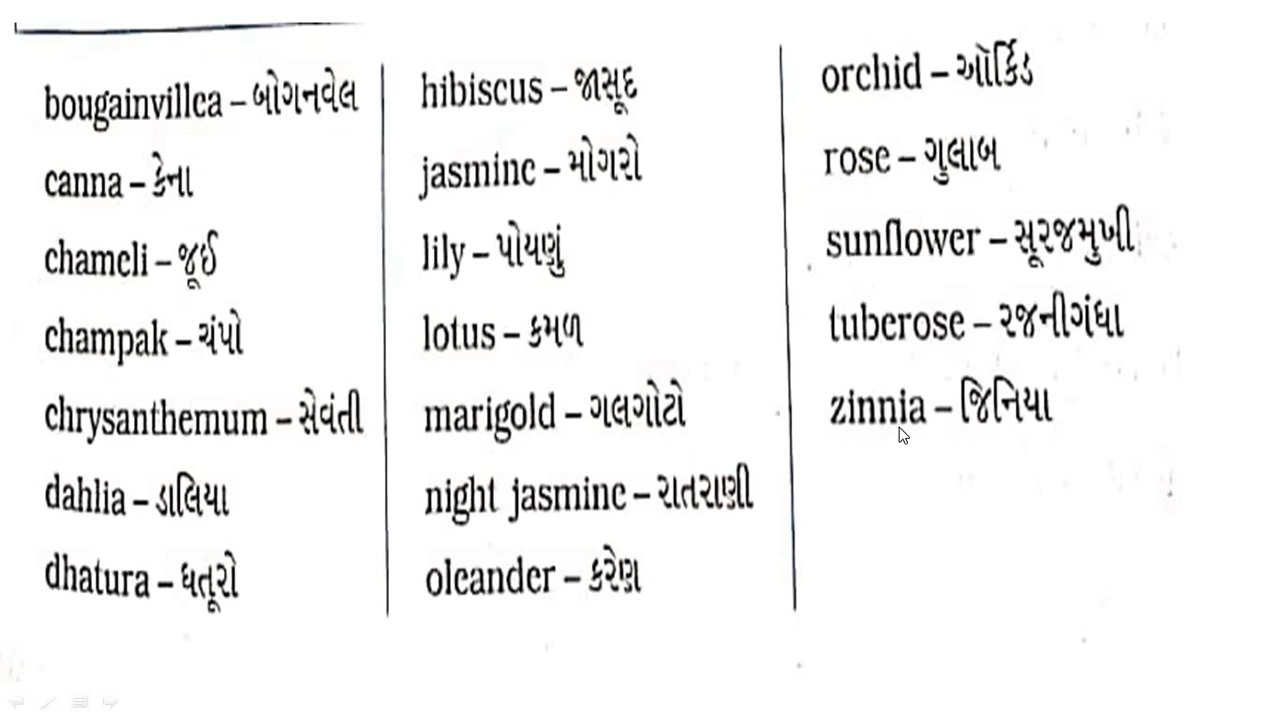 bougainvillea – બોગનવેલ
canna – કેના
chameli – જૂઈ
champak – ચંપો
chrysanthemum – સેવંતી
dahlia – ડાલિયા
dhatura – ધતૂરો
hibiscus – જાસૂદ
jasmine – મોગરો
lily – પોયણું
lotus – કમળ
marigold – ગલગોટો
night jasmine – રાતરાણી
oleander – કરેણ
orchid – ઑર્કિડ
rose – ગુલાબ
sunflower – સૂરજમુખી
tuberose – રજનીગંધા
zinnia – જિનિયા